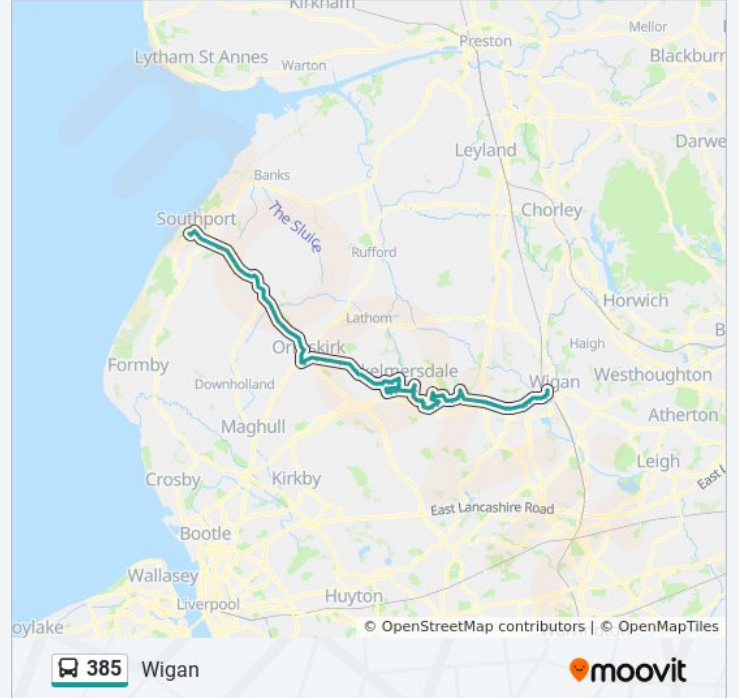 Kirkham
Mellor
Preston
Lytham St Annes
Blackburn
Warton
Darwe
Leyland
Banks
Chorley
Southport
The Sluice
Rufford
Horwich
Lathom
B
Haigh
Formby
Wigan
Westhoughton
Downholland
Atherton
Maghull
Leigh
Crosby
Kirkby
East L
East Lancashire Road
Bootle
Wallasey
Huyton
Liverpool
oylake
© OpenStreetMap contributors | © OpenMapTiles
385 Wigan
moovit